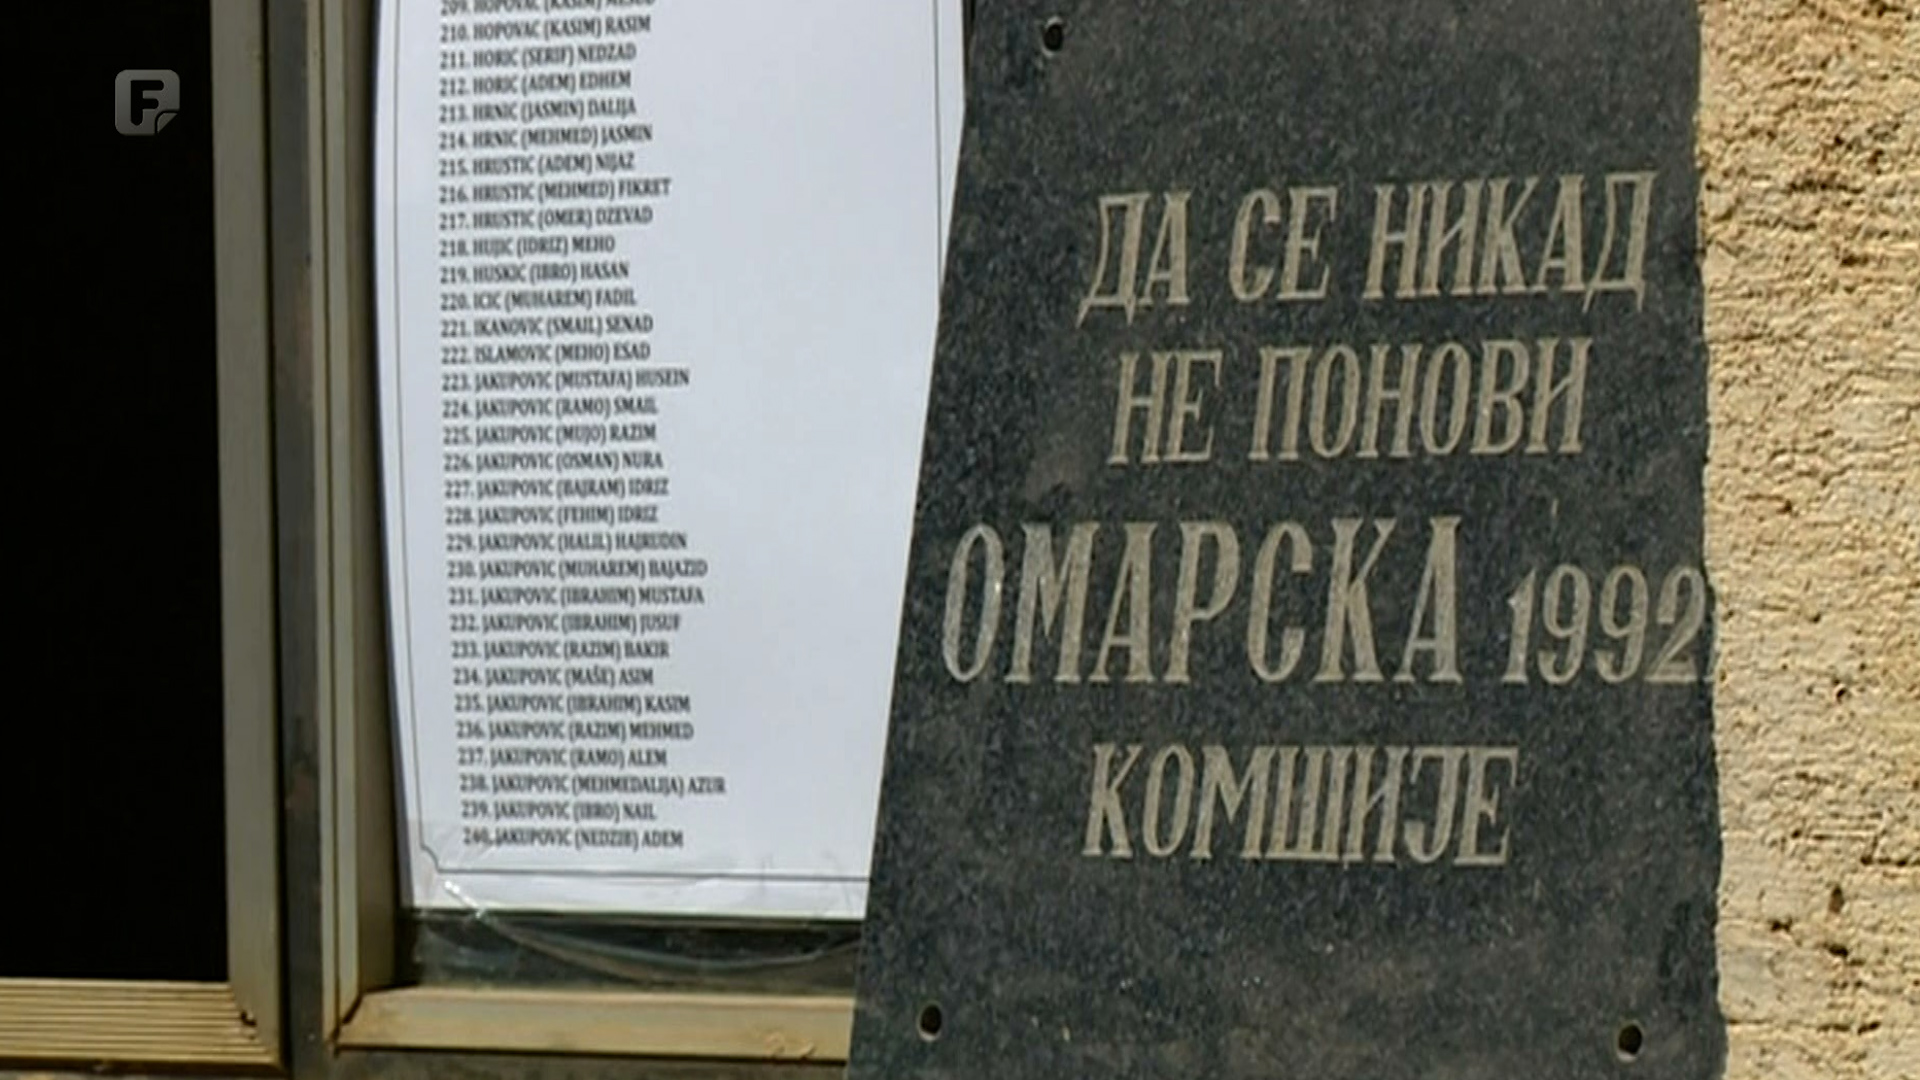 F
209. HOPOVAC (KASIM) MESUD
210. HOPOVAC (KASIM) RASIM
211. HORIC (SERIF) NEDZAD
212. HORIC (ADEM) EDHEM
213. HRNIC (JASMIN) DALIJA
214. HRNIC (MEHMED) JASMIN
215. HRUSTIC (ADEM) NIJAZ
216. HRUSTIC (MEHMED) FIKRET
217. HRUSTIC (OMER) DZEVAD
218. HUJIC (IDRIZ) MEHO
219. HUSKIC (IBRO) HASAN
220. ICIC (MUHAREM) FADIL
221. IKANOVIC (SMAIL) SENAD
222. ISLAMOVIC (MEHO) ESAD
223. JAKUPOVIC (MUSTAFA) HUSEIN
224. JAKUPOVIC (RAMO) SMAIL
225. JAKUPOVIC (MUJO) RAZIM
226. JAKUPOVIC (OSMAN) NURA
227. JAKUPOVIC (BAJRAM) IDRIZ
228. JAKUPOVIC (FEHIM) IDRIZ
229. JAKUPOVIC (HALIL) HAJRUDIN
230. JAKUPOVIC (MUHAREM) BAJAZID
231. JAKUPOVIC (IBRAHIM) MUSTAFA
232. JAKUPOVIC (IBRAHIM) JUSUF
233. JAKUPOVIC (RAZIM) BAKIR
234. JAKUPOVIC (MAŠE) ASIM
235. JAKUPOVIC (IBRAHIM) KASIM
236. JAKUPOVIC (RAZIM) MEHMED
237. JAKUPOVIC (RAMO) ALEM
238. JAKUPOVIC (MEHMEDALIJA) AZUR
239. JAKUPOVIC (IBRO) NAIL
240. JAKUPOVIC (NEDZIB) ADEM
ДА СЕ НИКАД
НЕ ПОНОВИ
ОМАРСКА 1992
КОМШИЈЕ